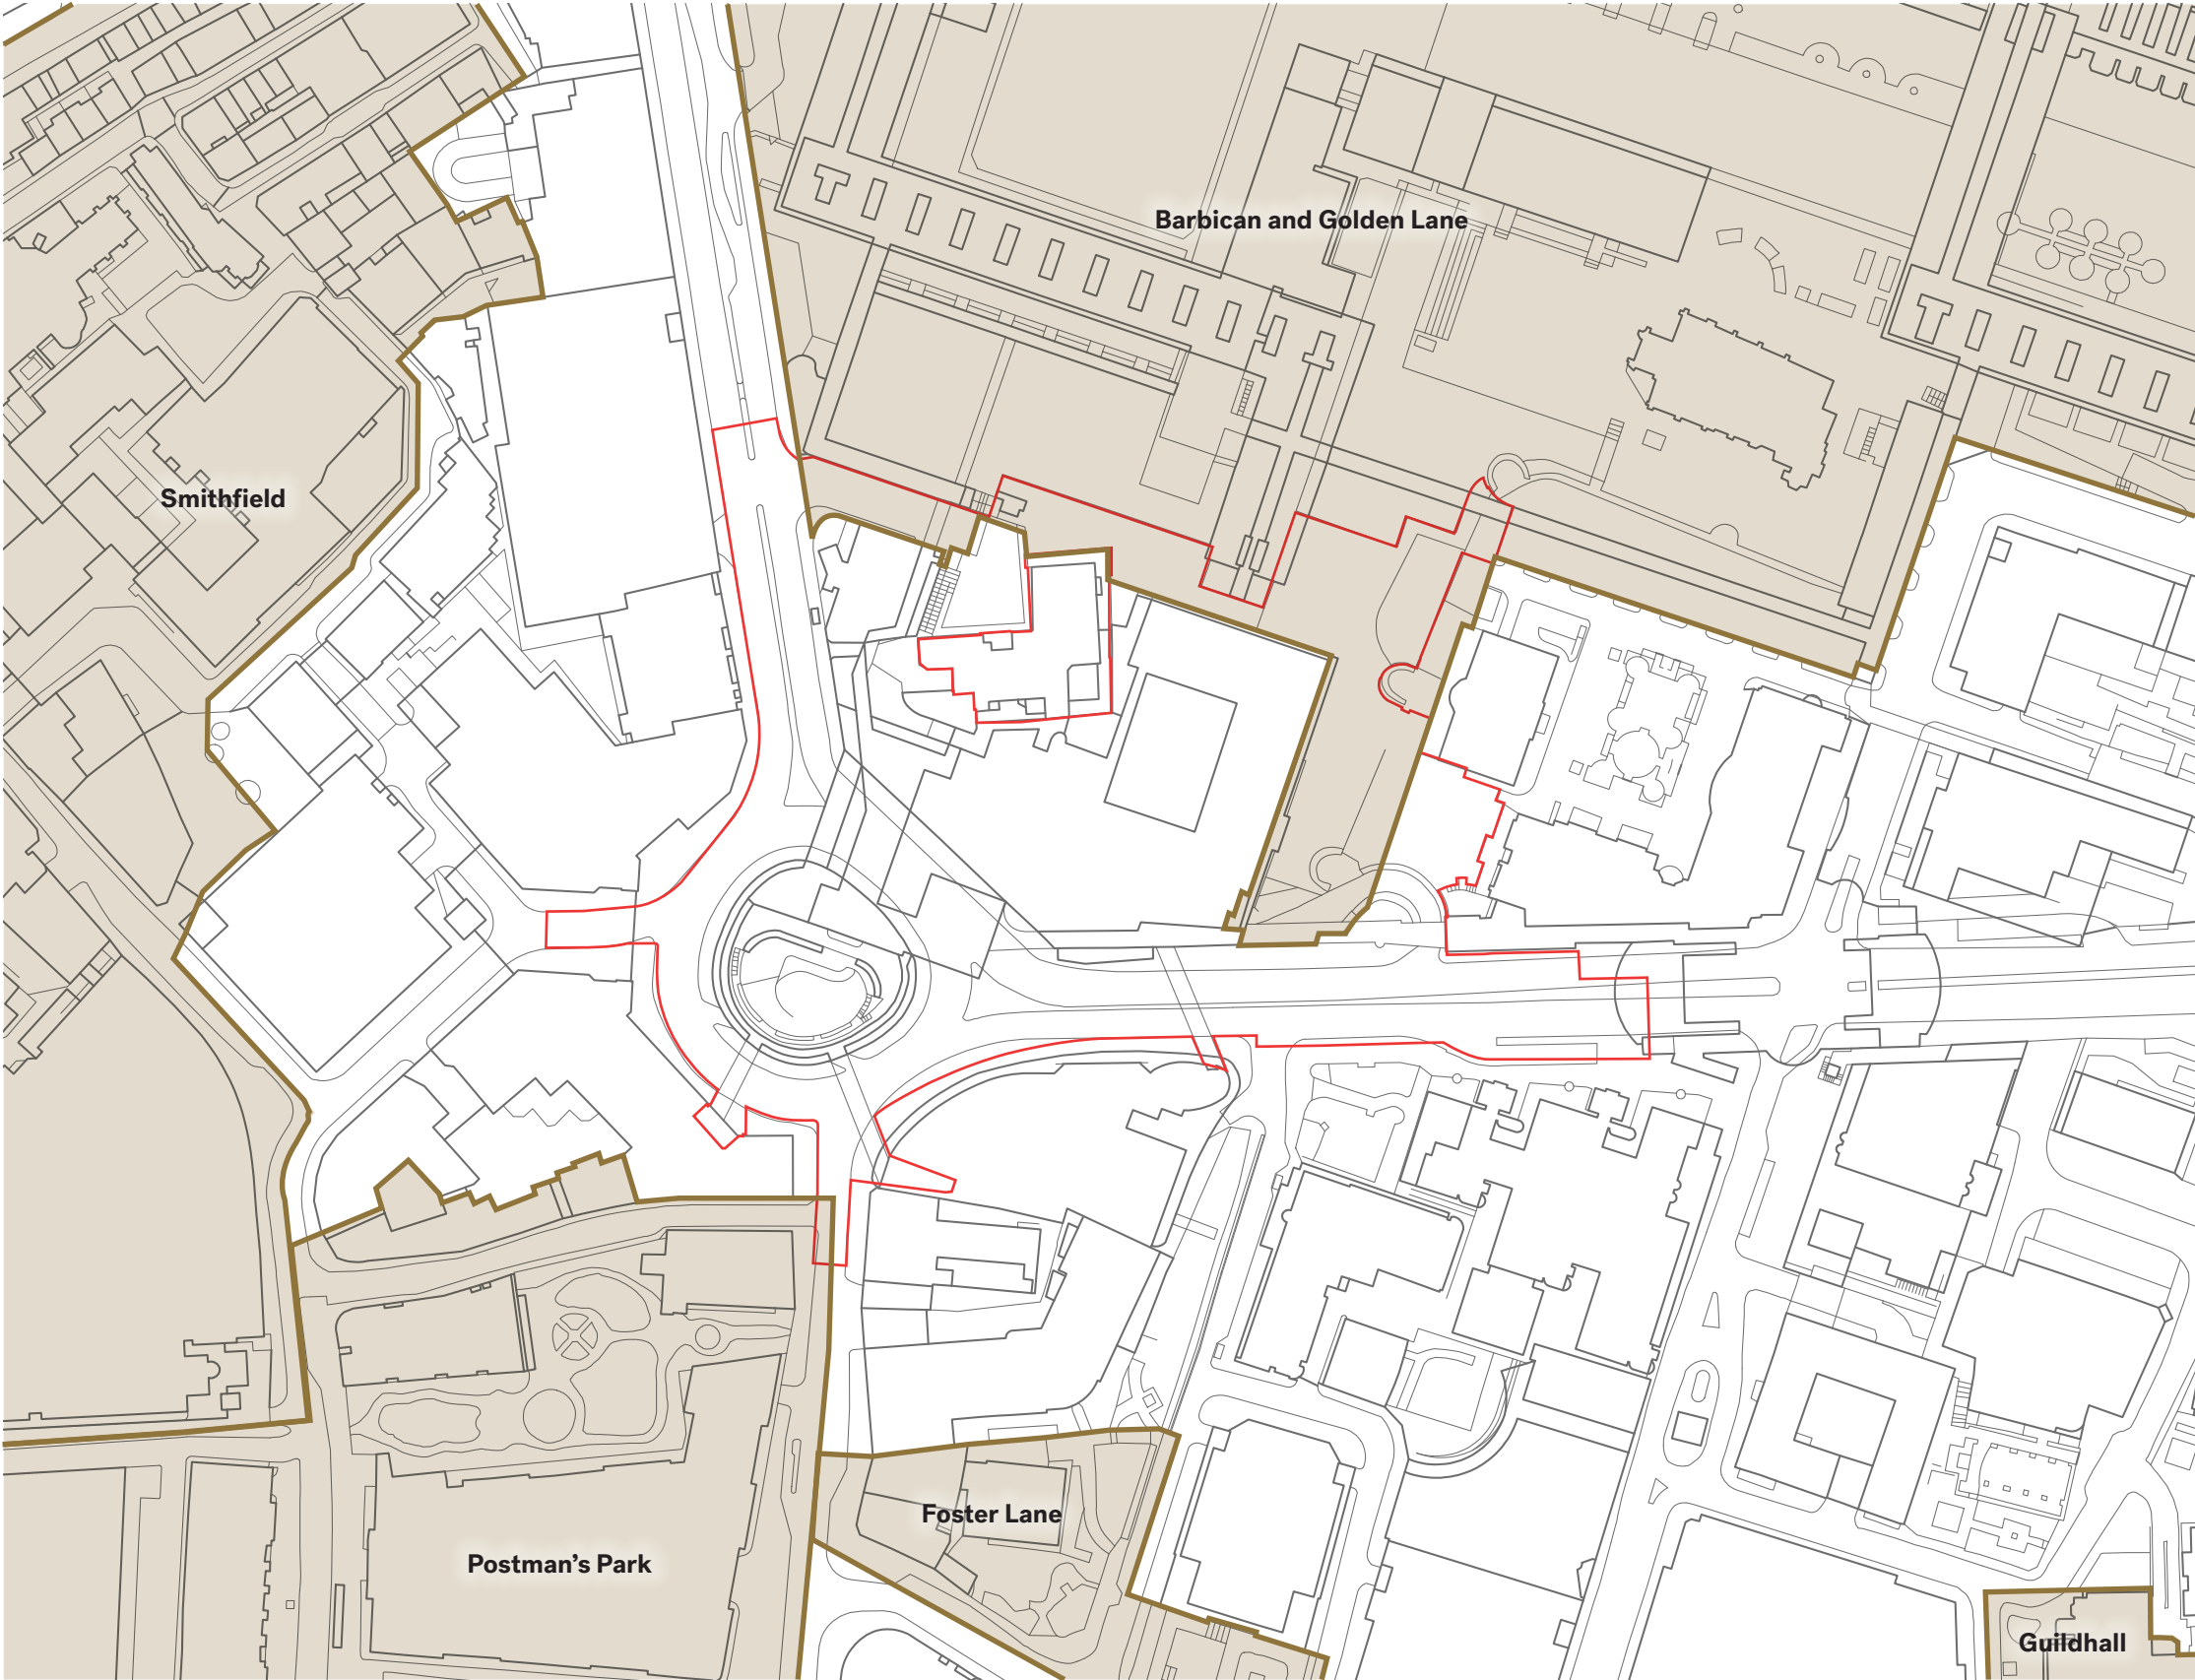 Barbican and Golden Lane
Smithfield
Foster Lane
Postman's Park
Guildhall